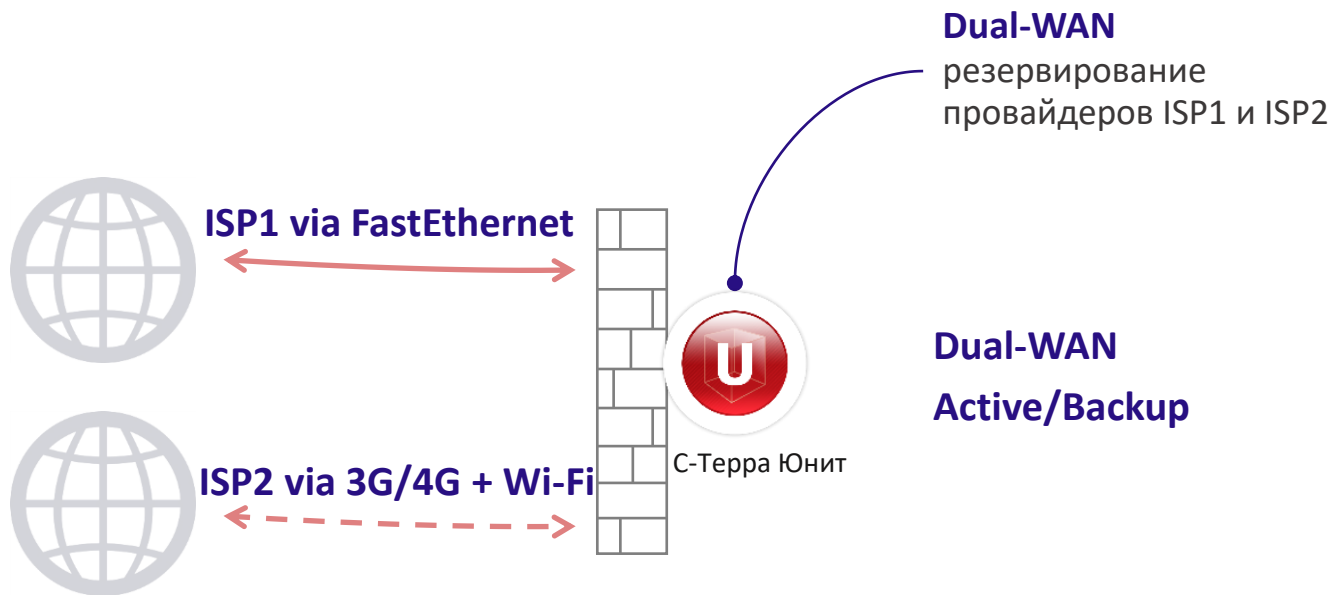 Dual-WAN
резервирование
провайдеров ISP1 и ISP2
ISP1 via FastEthernet
U
Dual-WAN
Active/Backup
С-Терра Юнит
ISP2 via 3G/4G + Wi-Fi